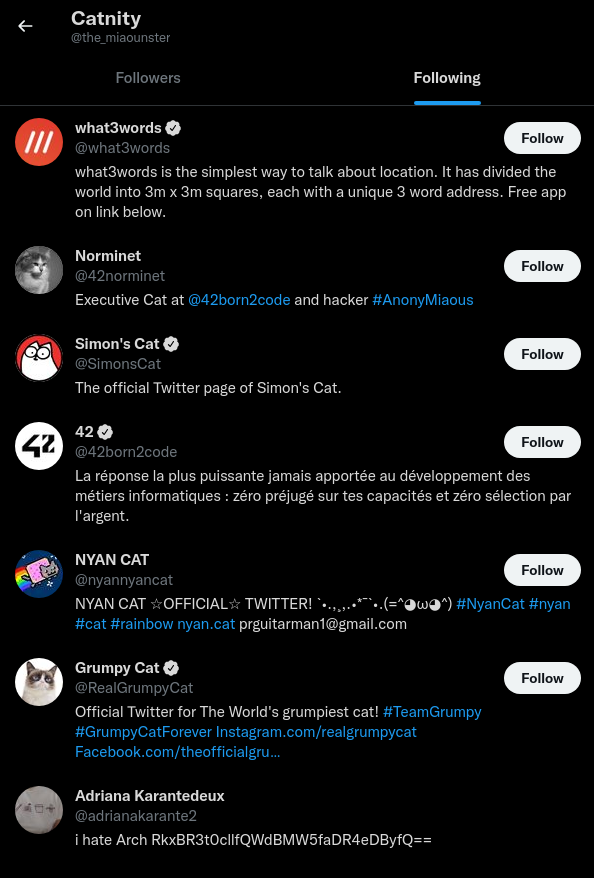 Catnity
@the_miaounster
Followers
Following
what3words
@what3words
Follow
what3words is the simplest way to talk about location. It has divided the
world into 3m x 3m squares, each with a unique 3 word address. Free app
on link below.
Norminet
@42norminet
Follow
Executive Cat at @42born2code and hacker #AnonyMiaous
Simon's Cat
@SimonsCat
Follow
The official Twitter page of Simon's Cat.
42
@42born2code
Follow
La réponse la plus puissante jamais apportée au développement des
métiers informatiques : zéro préjugé sur tes capacités et zéro sélection par
l'argent.
NYAN CAT
@nyannyancat
Follow
NYAN CAT ☆OFFICIAL☆ TWITTER! `•.,¸,.•*¯`•.(=^◕ω◕^) #NyanCat #nyan
#cat #rainbow nyan.cat prguitarman1@gmail.com
Grumpy Cat
@RealGrumpyCat
Follow
Official Twitter for The World's grumpiest cat! #TeamGrumpy
#GrumpyCatForever Instagram.com/realgrumpycat
Facebook.com/theofficialgru…
Adriana Karantedeux
@adrianakarante2
i hate Arch RkxBR3t0cllfQWdBMW5faDR4eDByfQ==